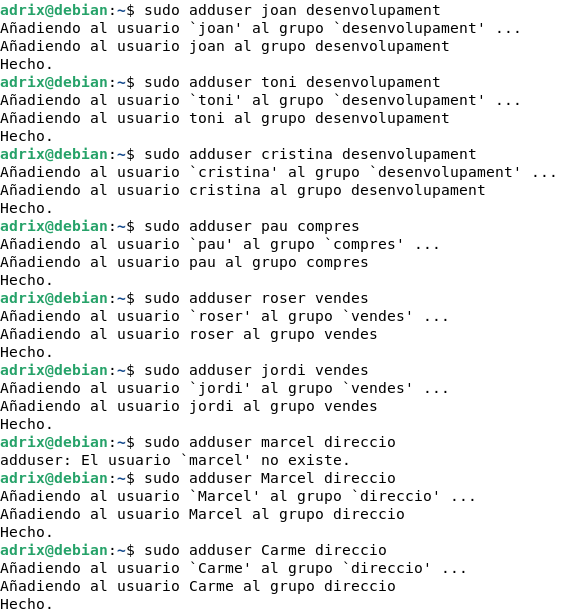 adrix@debian:~$ sudo adduser joan desenvolupament
Añadiendo al usuario `joan' al grupo `desenvolupament' ...
Añadiendo al usuario joan al grupo desenvolupament
Hecho.
adrix@debian:~$ sudo adduser toni desenvolupament
Añadiendo al usuario `toni' al grupo `desenvolupament' ...
Añadiendo al usuario toni al grupo desenvolupament
Hecho.
adrix@debian:~$ sudo adduser cristina desenvolupament
Añadiendo al usuario `cristina' al grupo `desenvolupament' ...
Añadiendo al usuario cristina al grupo desenvolupament
Hecho.
adrix@debian:~$ sudo adduser pau compres
Añadiendo al usuario `pau' al grupo `compres' ...
Añadiendo al usuario pau al grupo compres
Hecho.
adrix@debian:~$ sudo adduser roser vendes
Añadiendo al usuario `roser' al grupo `vendes' ...
Añadiendo al usuario roser al grupo vendes
Hecho.
adrix@debian:~$ sudo adduser jordi vendes
Añadiendo al usuario `jordi' al grupo `vendes' ...
Añadiendo al usuario jordi al grupo vendes
Hecho.
adrix@debian:~$ sudo adduser marcel direccio
adduser: El usuario `marcel' no existe.
adrix@debian:~$ sudo adduser Marcel direccio
Añadiendo al usuario `Marcel' al grupo `direccio' ...
Añadiendo al usuario Marcel al grupo direccio
Hecho.
adrix@debian:~$ sudo adduser Carme direccio
Añadiendo al usuario `Carme' al grupo `direccio' ...
Añadiendo al usuario Carme al grupo direccio
Hecho.